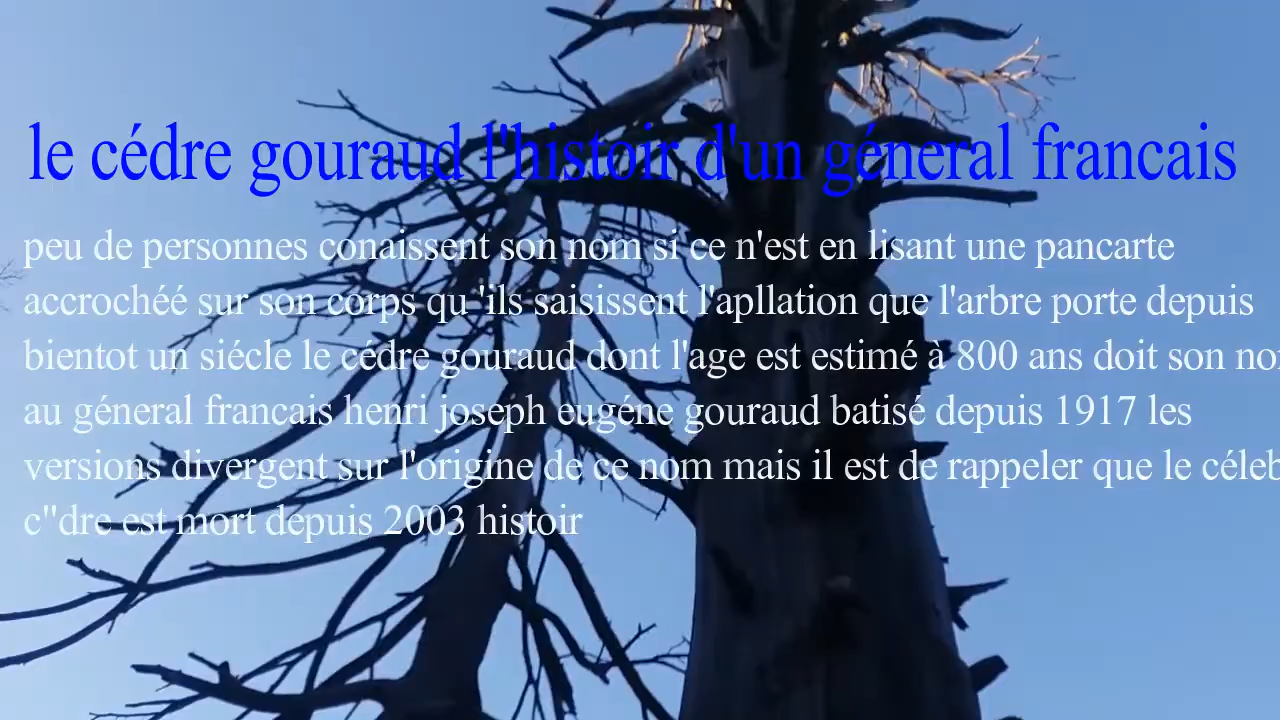 le cédre gouraud l'histoir d'un géneral francais
peu de personnes conaissent son nom si ce n'est en lisant une pancarte
accrochéé sur son corps qu 'ils saisissent l'apllation que l'arbre porte depuis
bientot un siécle le cédre gouraud dont l'age est estimé à 800 ans doit son
au géneral francais henri joseph eugéne gouraud batisé depuis 1917 les
versions divergent sur l'origine de ce nom mais il est de rappeler que le
c"dre est mort depuis 2003 histoir